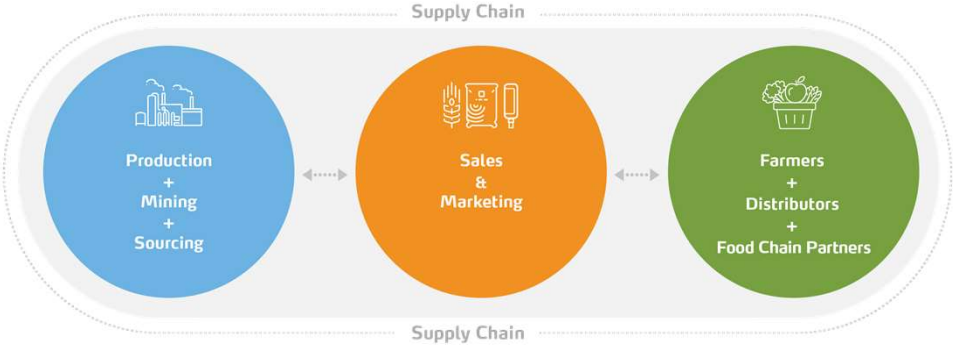 Supply Chain
Production
+
Mining
+
Sourcing
Sales
&
Marketing
Farmers
+
Distributors
+
Food Chain Partners
Supply Chain